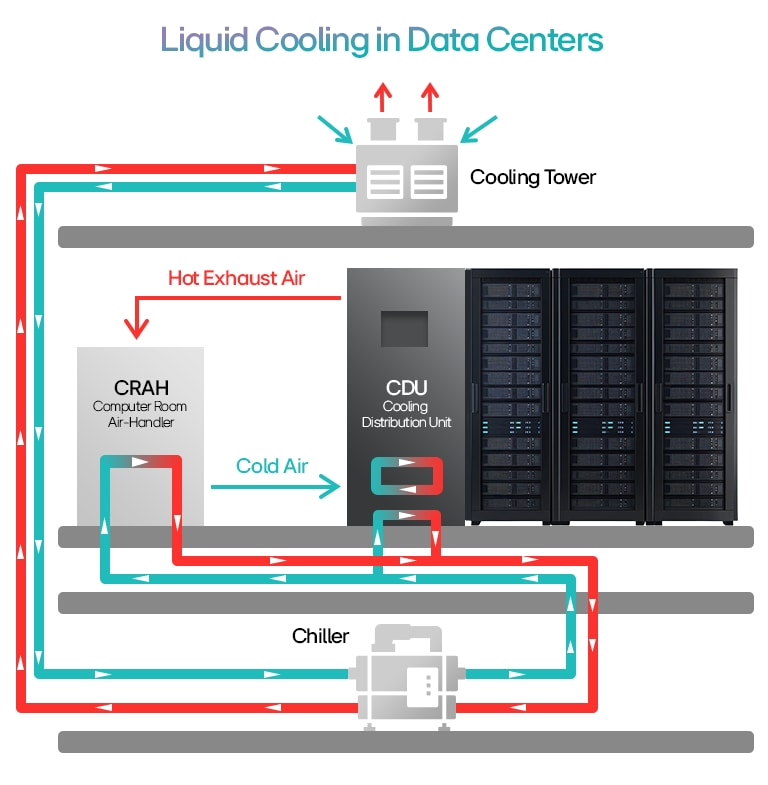 Liquid Cooling in Data Centers
Cooling Tower
Hot Exhaust Air
CRAH
Computer Room
Air-Handler
CDU
Cooling
Distribution Unit
Cold Air
Chiller